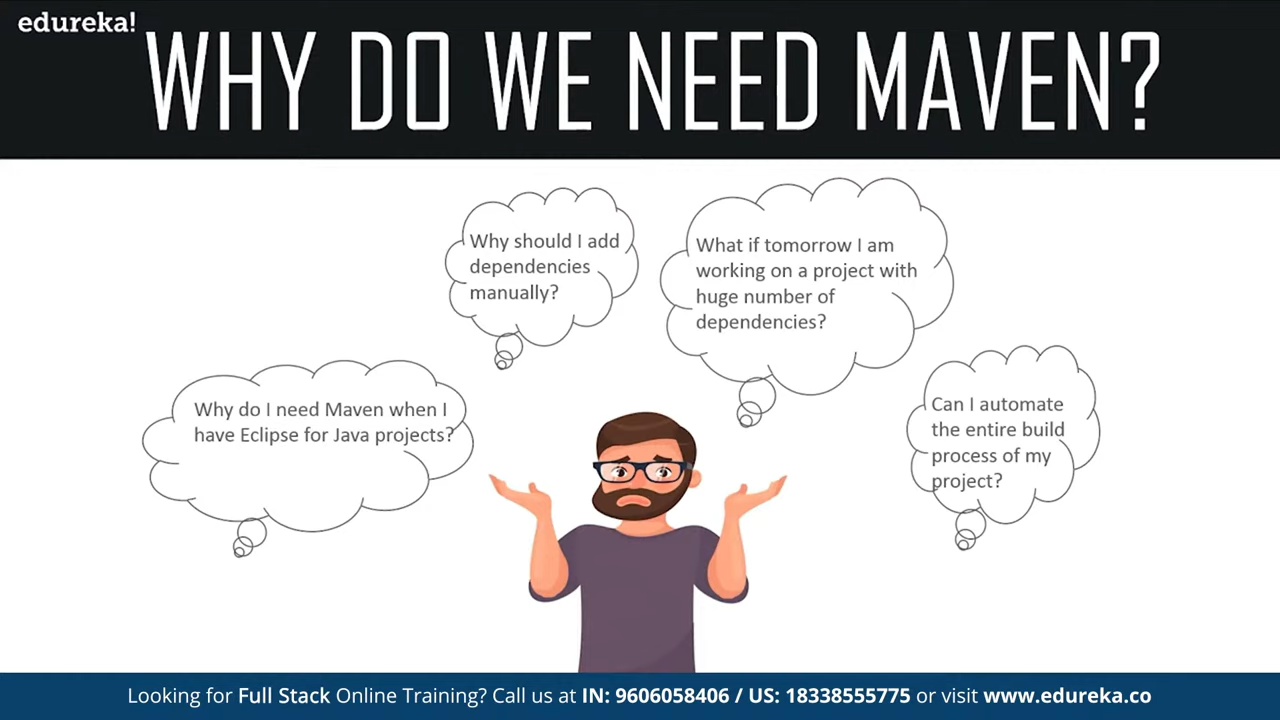 edureka!
WHY DO WE NEED MAVEN?
Why should I add
dependencies
manually?
What if tomorrow I am
working on a project with
huge number of
dependencies?
Why do I need Maven when I
have Eclipse for Java projects?
Can I automate
the entire build
process of my
project?
Looking for Full Stack Online Training? Call us at IN: 9606058406 / US: 18338555775 or visit www.edureka.co